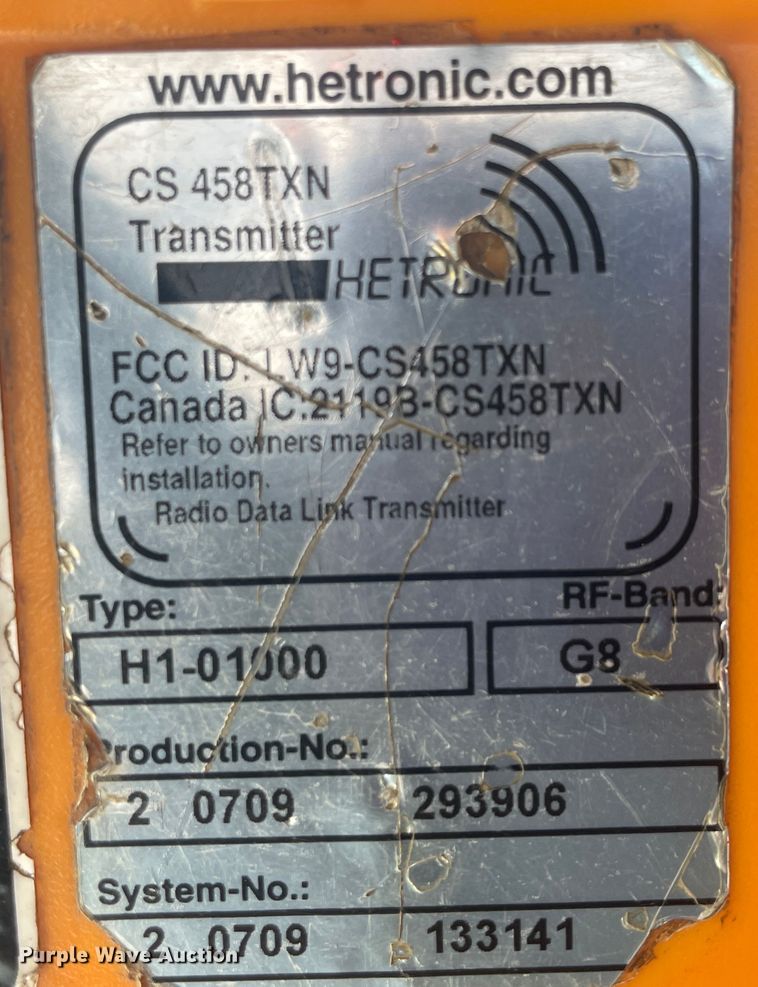 www.hetronic.com
CS 458TXN
Transmitter
HETRONIC
FCC ID: LW9-CS458TXN
Canada IC:2119B-CS458TXN
Refer to owners manual regarding
installation.
Radio Data Link Transmitter
Type: RF-Band:
H1-01000 G8
Production-No.:
2 0709 293906
System-No.:
2 0709 133141
Purple Wave Auction